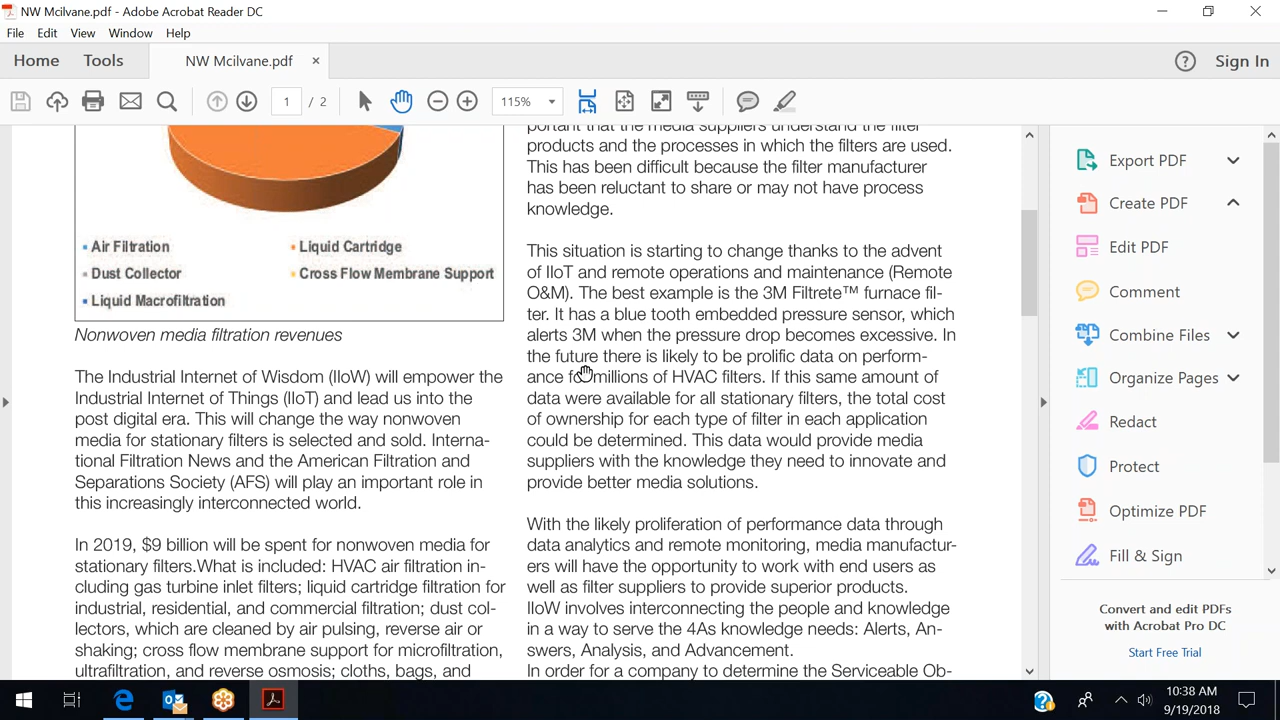 NW Mcilvane.pdf - Adobe Acrobat Reader DC
File Edit View Window Help
Home Tools NW Mcilvane.pdf × Sign In
1 / 2 115%
Air Filtration Liquid Cartridge
Dust Collector Cross Flow Membrane Support
Liquid Macrofiltration
Nonwoven media filtration revenues
The Industrial Internet of Wisdom (IIoW) will empower the
Industrial Internet of Things (IIoT) and lead us into the
post digital era. This will change the way nonwoven
media for stationary filters is selected and sold. Interna-
tional Filtration News and the American Filtration and
Separations Society (AFS) will play an important role in
this increasingly interconnected world.
In 2019, $9 billion will be spent for nonwoven media for
stationary filters.What is included: HVAC air filtration in-
cluding gas turbine inlet filters; liquid cartridge filtration for
industrial, residential, and commercial filtration; dust col-
lectors, which are cleaned by air pulsing, reverse air or
shaking; cross flow membrane support for microfiltration,
ultrafiltration, and reverse osmosis; cloths, bags, and
portant that the media suppliers understand the filter
products and the processes in which the filters are used.
This has been difficult because the filter manufacturer
has been reluctant to share or may not have process
knowledge.
This situation is starting to change thanks to the advent
of IIoT and remote operations and maintenance (Remote
O&M). The best example is the 3M Filtrete™ furnace fil-
ter. It has a blue tooth embedded pressure sensor, which
alerts 3M when the pressure drop becomes excessive. In
the future there is likely to be prolific data on perform-
ance for millions of HVAC filters. If this same amount of
data were available for all stationary filters, the total cost
of ownership for each type of filter in each application
could be determined. This data would provide media
suppliers with the knowledge they need to innovate and
provide better media solutions.
With the likely proliferation of performance data through
data analytics and remote monitoring, media manufactur-
ers will have the opportunity to work with end users as
well as filter suppliers to provide superior products.
IIoW involves interconnecting the people and knowledge
in a way to serve the 4As knowledge needs: Alerts, An-
swers, Analysis, and Advancement.
In order for a company to determine the Serviceable Ob-
Export PDF
Create PDF
Edit PDF
Comment
Combine Files
Organize Pages
Redact
Protect
Optimize PDF
Fill & Sign
Convert and edit PDFs
with Acrobat Pro DC
Start Free Trial
10:38 AM
9/19/2018